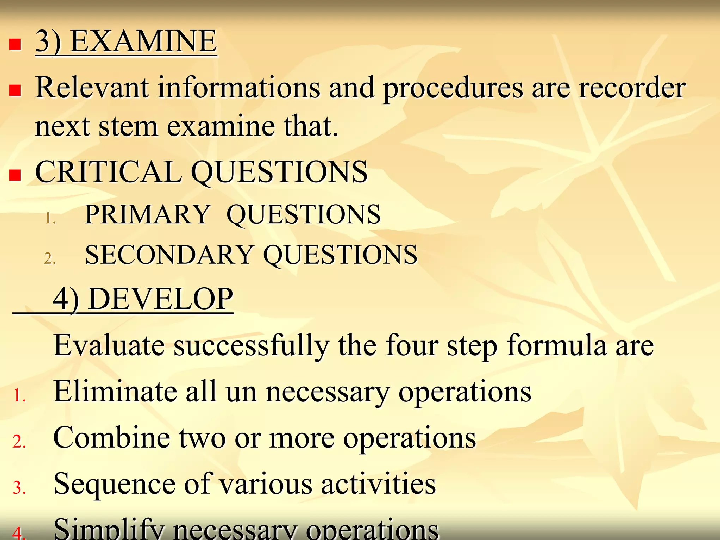 3) EXAMINE
Relevant informations and procedures are recorder
next stem examine that.
CRITICAL QUESTIONS
1. PRIMARY QUESTIONS
2. SECONDARY QUESTIONS
4) DEVELOP
Evaluate successfully the four step formula are
1. Eliminate all un necessary operations
2. Combine two or more operations
3. Sequence of various activities
4. Simplify necessary operations